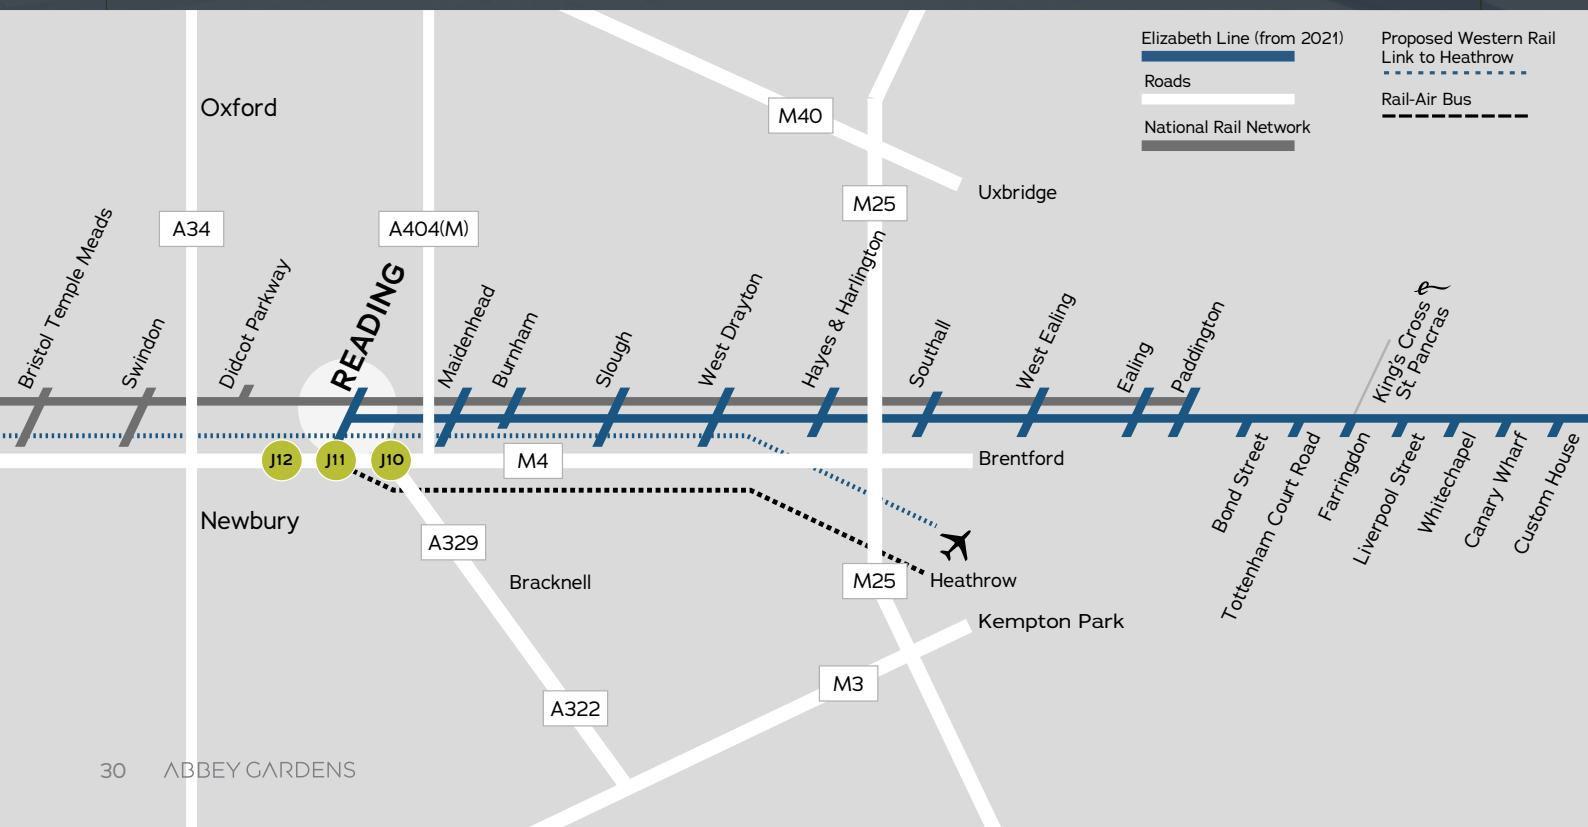 Elizabeth Line (from 2021)
Roads
National Rail Network
Proposed Western Rail
Link to Heathrow
Rail-Air Bus
Oxford
M40
Uxbridge
M25
A34
A404(M)
Bristol Temple Meads
Swindon
Didcot Parkway
READING
Maidenhead
Burnham
Slough
West Drayton
Hayes & Harlington
Southall
West Ealing
Ealing
Paddington
King's Cross &
St. Pancras
J12
J11
J10
M4
Brentford
Bond Street
Tottenham Court Road
Farringdon
Liverpool Street
Whitechapel
Canary Wharf
Custom House
Newbury
A329
Bracknell
M25
Heathrow
Kempton Park
M3
A322
30 ABBEY GARDENS